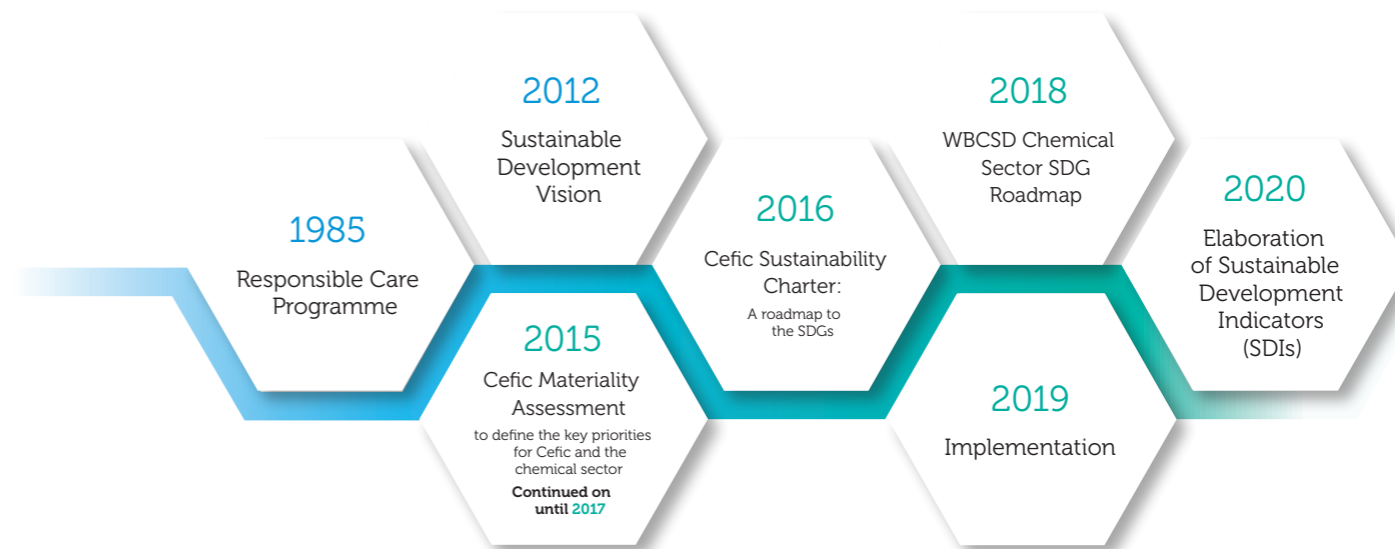 1985
Responsible Care
Programme
2012
Sustainable
Development
Vision
2015
Cefic Materiality
Assessment
to define the key priorities
for Cefic and the
chemical sector
Continued on
until 2017
2016
Cefic Sustainability
Charter:
A roadmap to
the SDGs
2018
WBCSD Chemical
Sector SDG
Roadmap
2019
Implementation
2020
Elaboration
of Sustainable
Development
Indicators
(SDIs)